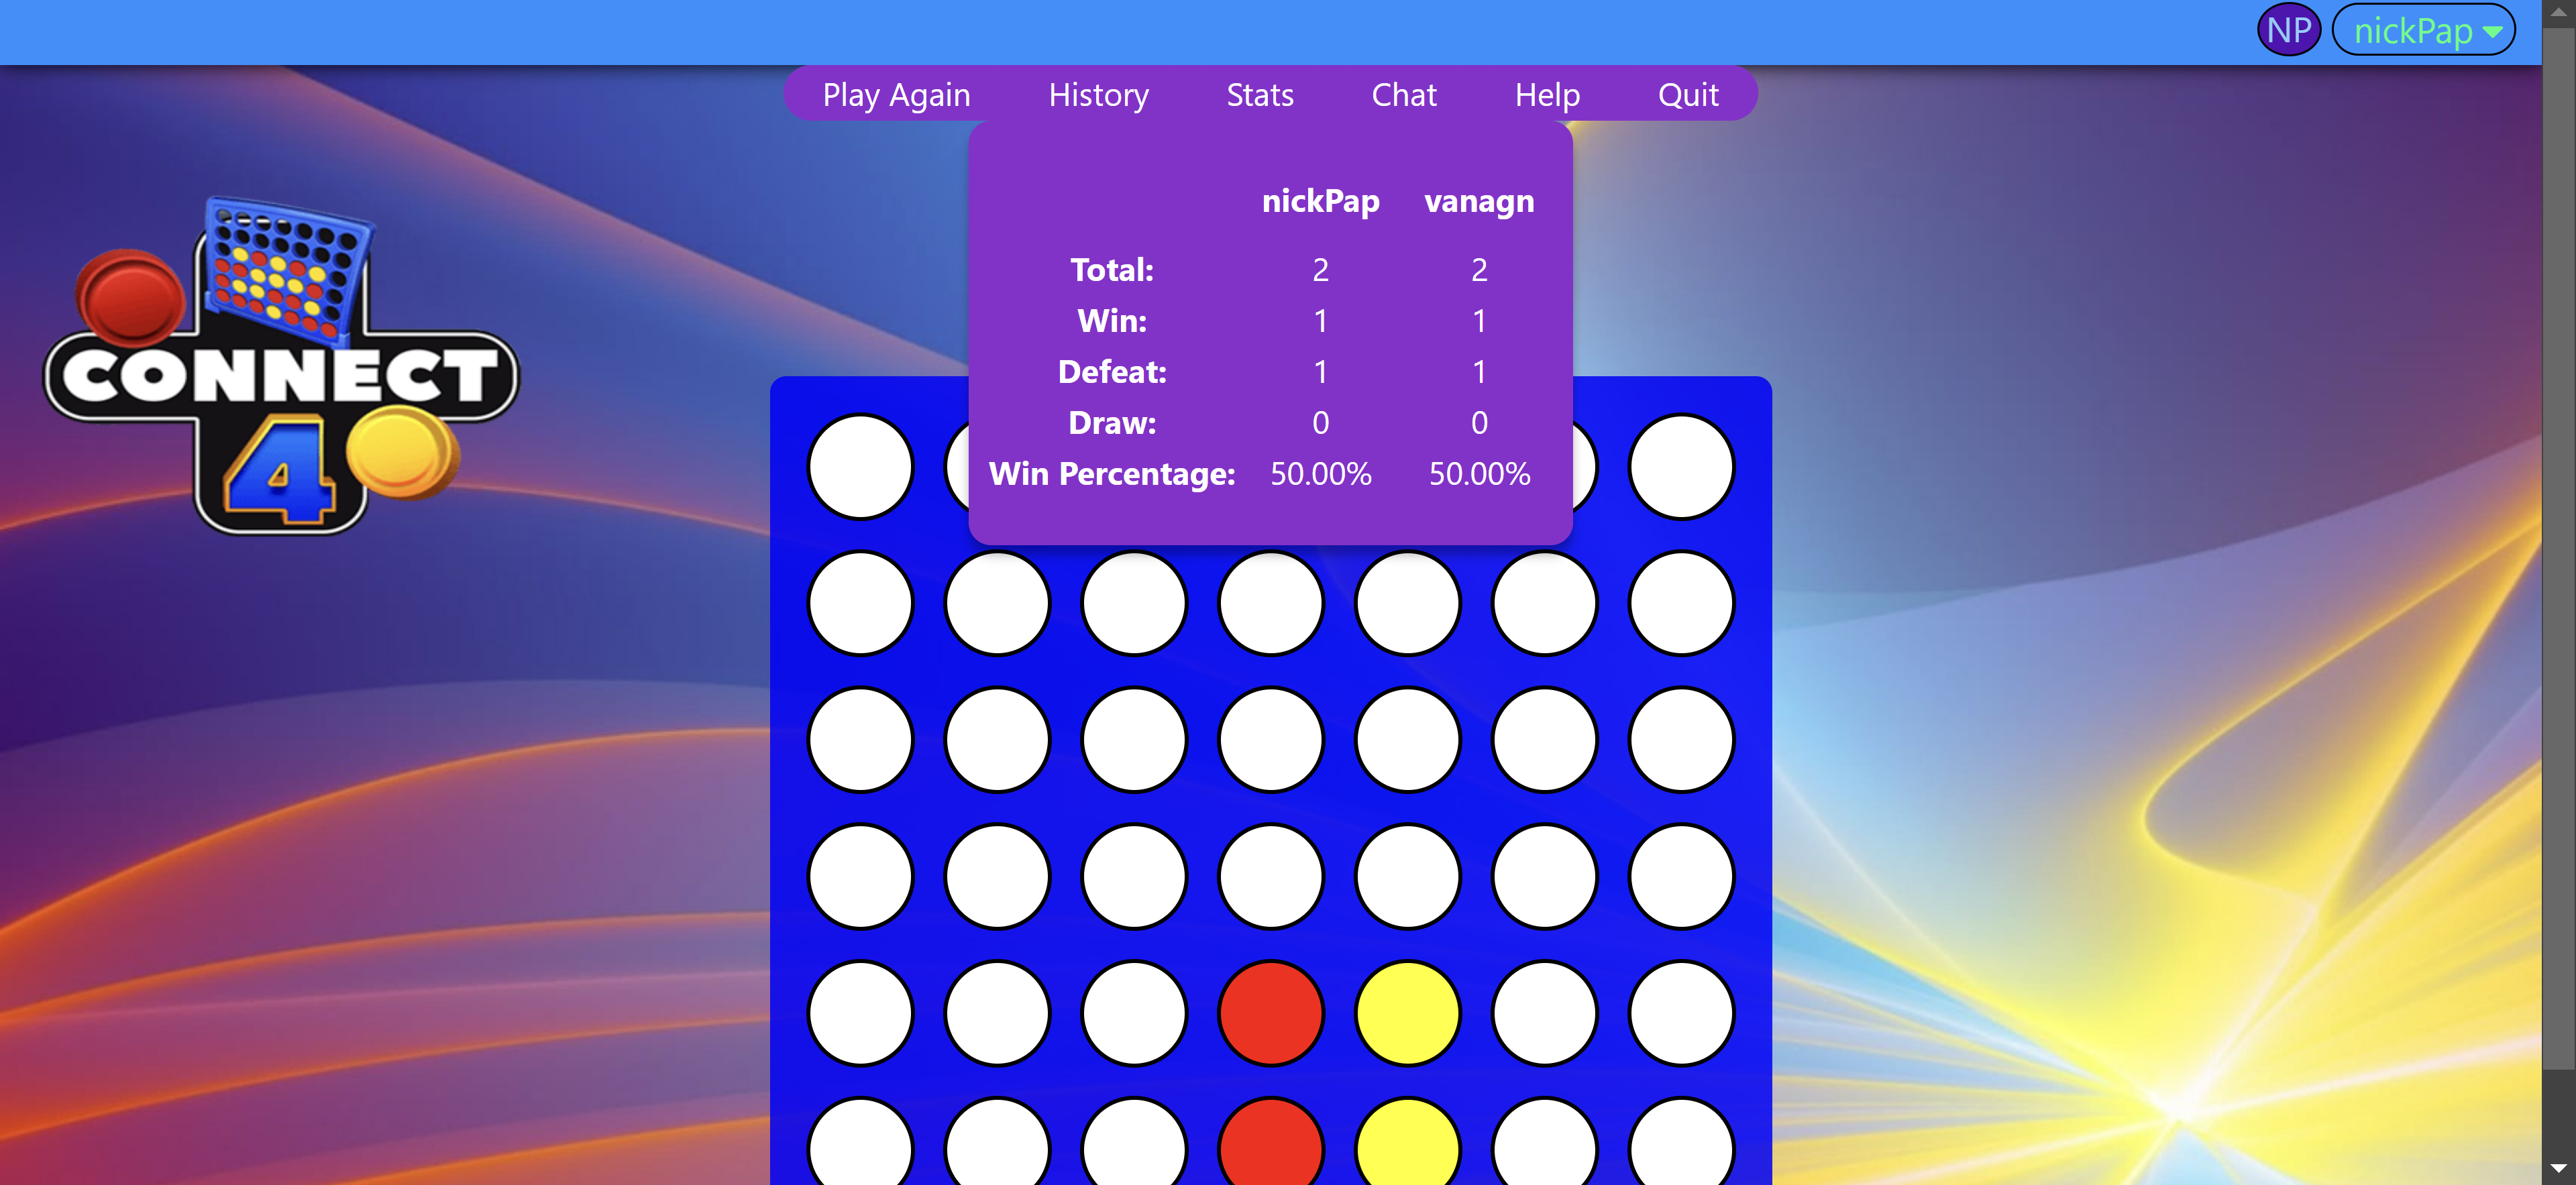 NP nickPap
Play Again History Stats Chat Help Quit
nickPap vanagn
Total: 2 2
Win: 1 1
Defeat: 1 1
Draw: 0 0
Win Percentage: 50.00% 50.00%
CONNECT
4